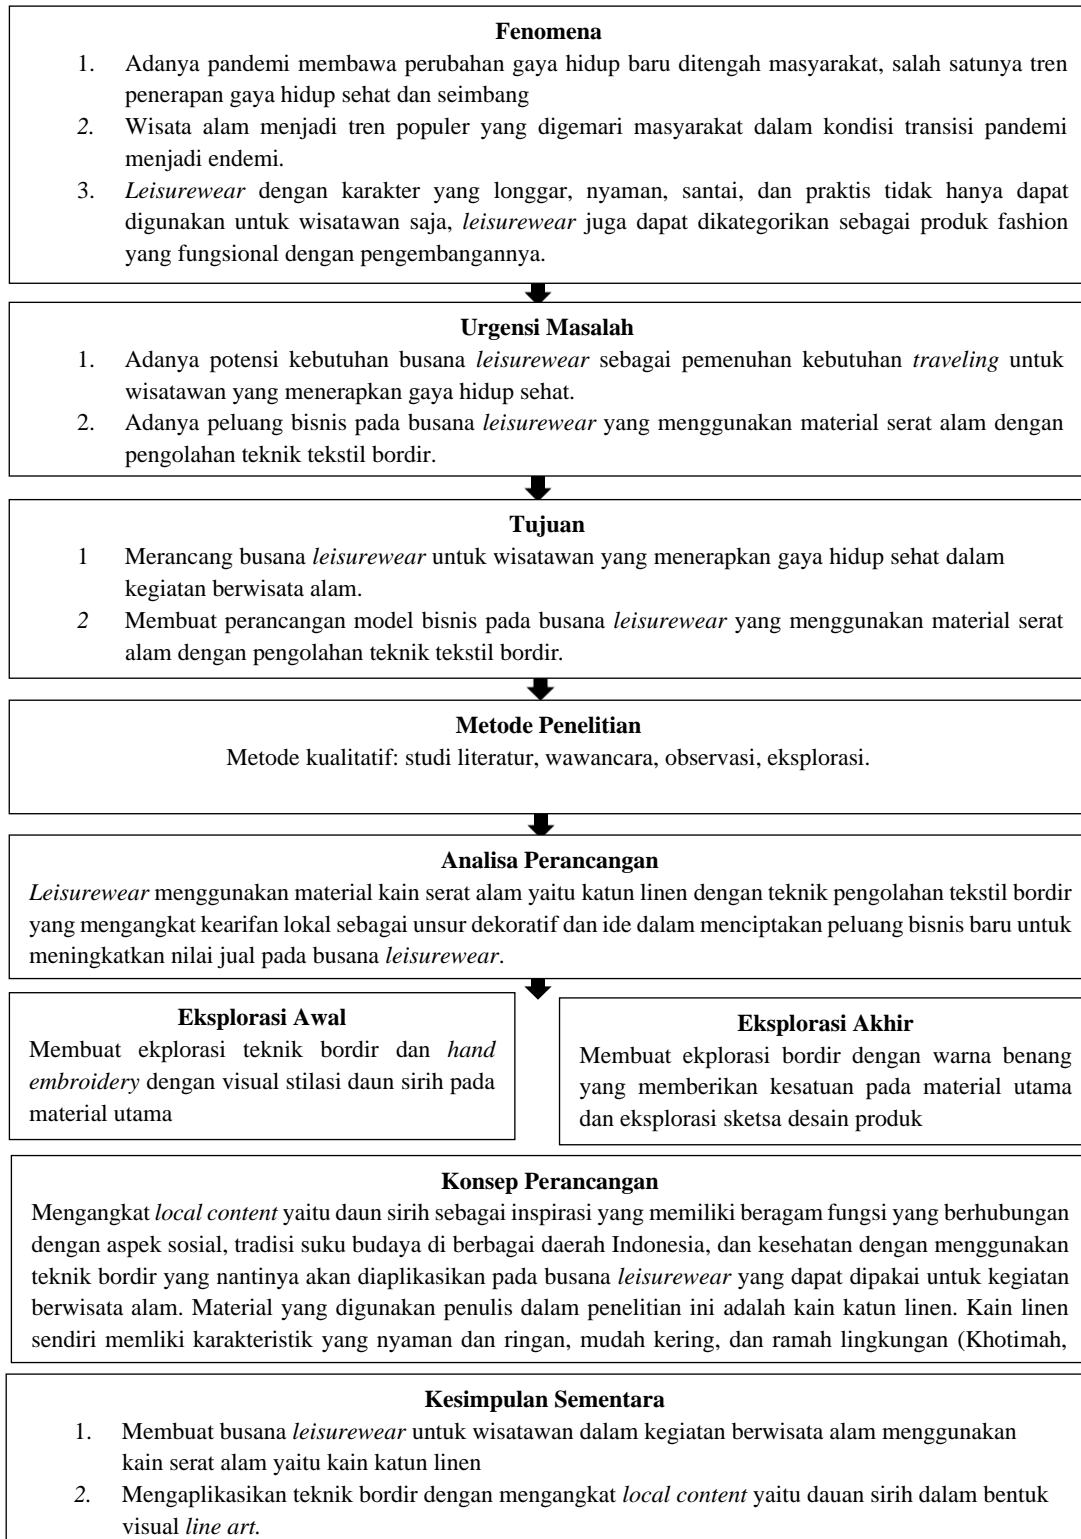 Fenomena
1. Adanya pandemi membawa perubahan gaya hidup baru ditengah masyarakat, salah satunya tren
penerapan gaya hidup sehat dan seimbang
2. Wisata alam menjadi tren populer yang digemari masyarakat dalam kondisi transisi pandemi
menjadi endemi.
3. Leisurewear dengan karakter yang longgar, nyaman, santai, dan praktis tidak hanya dapat
digunakan untuk wisatawan saja, leisurewear juga dapat dikategorikan sebagai produk fashion
yang fungsional dengan pengembangannya.
Urgensi Masalah
1. Adanya potensi kebutuhan busana leisurewear sebagai pemenuhan kebutuhan traveling untuk
wisatawan yang menerapkan gaya hidup sehat.
2. Adanya peluang bisnis pada busana leisurewear yang menggunakan material serat alam dengan
pengolahan teknik tekstil bordir.
Tujuan
1 Merancang busana leisurewear untuk wisatawan yang menerapkan gaya hidup sehat dalam
kegiatan berwisata alam.
2 Membuat perancangan model bisnis pada busana leisurewear yang menggunakan material serat
alam dengan pengolahan teknik tekstil bordir.
Metode Penelitian
Metode kualitatif: studi literatur, wawancara, observasi, eksplorasi.
Analisa Perancangan
Leisurewear menggunakan material kain serat alam yaitu katun linen dengan teknik pengolahan tekstil bordir
yang mengangkat kearifan lokal sebagai unsur dekoratif dan ide dalam menciptakan peluang bisnis baru untuk
meningkatkan nilai jual pada busana leisurewear.
Eksplorasi Awal
Membuat ekplorasi teknik bordir dan hand
embroidery dengan visual stilasi daun sirih pada
material utama
Eksplorasi Akhir
Membuat ekplorasi bordir dengan warna benang
yang memberikan kesatuan pada material utama
dan eksplorasi sketsa desain produk
Konsep Perancangan
Mengangkat local content yaitu daun sirih sebagai inspirasi yang memiliki beragam fungsi yang berhubungan
dengan aspek sosial, tradisi suku budaya di berbagai daerah Indonesia, dan kesehatan dengan menggunakan
teknik bordir yang nantinya akan diaplikasikan pada busana leisurewear yang dapat dipakai untuk kegiatan
berwisata alam. Material yang digunakan penulis dalam penelitian ini adalah kain katun linen. Kain linen
sendiri memliki karakteristik yang nyaman dan ringan, mudah kering, dan ramah lingkungan (Khotimah,
Kesimpulan Sementara
1. Membuat busana leisurewear untuk wisatawan dalam kegiatan berwisata alam menggunakan
kain serat alam yaitu kain katun linen
2. Mengaplikasikan teknik bordir dengan mengangkat local content yaitu dauan sirih dalam bentuk
visual line art.